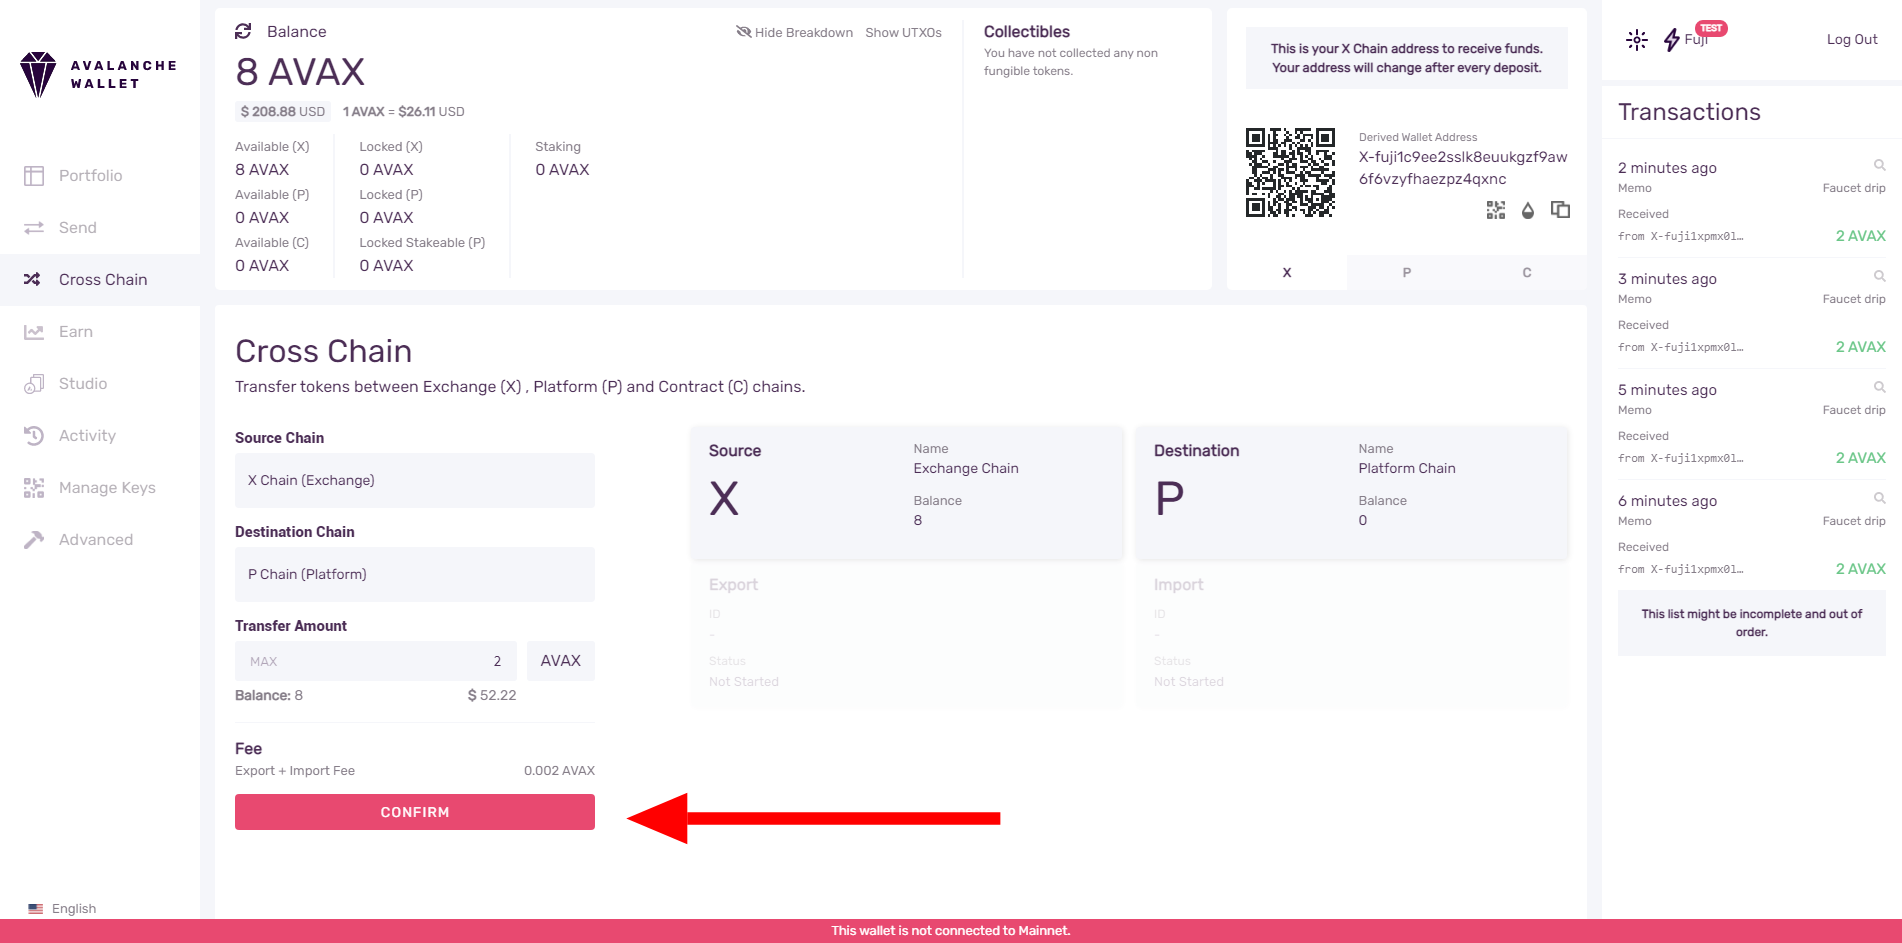 AVALANCHE
WALLET
Portfolio
Send
Cross Chain
Earn
Studio
Activity
Manage Keys
Advanced
English
Balance
Hide Breakdown
Show UTXOs
8 AVAX
$ 208.88 USD
1 AVAX = $26.11 USD
Available (X)
8 AVAX
Available (P)
0 AVAX
Available (C)
0 AVAX
Locked (X)
0 AVAX
Locked (P)
0 AVAX
Locked Stakeable (P)
0 AVAX
Staking
0 AVAX
Collectibles
You have not collected any non
fungible tokens.
This is your X Chain address to receive funds.
Your address will change after every deposit.
Derived Wallet Address
X-fuji1c9ee2sslk8euukgzf9aw
6f6vzyfhaezpz4qxnc
X
P
C
Cross Chain
Transfer tokens between Exchange (X) , Platform (P) and Contract (C) chains.
Source Chain
X Chain (Exchange)
Destination Chain
P Chain (Platform)
Transfer Amount
MAX
2
AVAX
Balance: 8
$ 52.22
Fee
Export + Import Fee
0.002 AVAX
CONFIRM
Source
X
Name
Exchange Chain
Balance
8
Export
ID
-
Status
Not Started
Destination
P
Name
Platform Chain
Balance
0
Import
ID
-
Status
Not Started
TEST
Fuji
Log Out
Transactions
2 minutes ago
Memo
Faucet drip
Received
from X-fuji1xpmx0l…
2 AVAX
3 minutes ago
Memo
Faucet drip
Received
from X-fuji1xpmx0l…
2 AVAX
5 minutes ago
Memo
Faucet drip
Received
from X-fuji1xpmx0l…
2 AVAX
6 minutes ago
Memo
Faucet drip
Received
from X-fuji1xpmx0l…
2 AVAX
This list might be incomplete and out of
order.
This wallet is not connected to Mainnet.